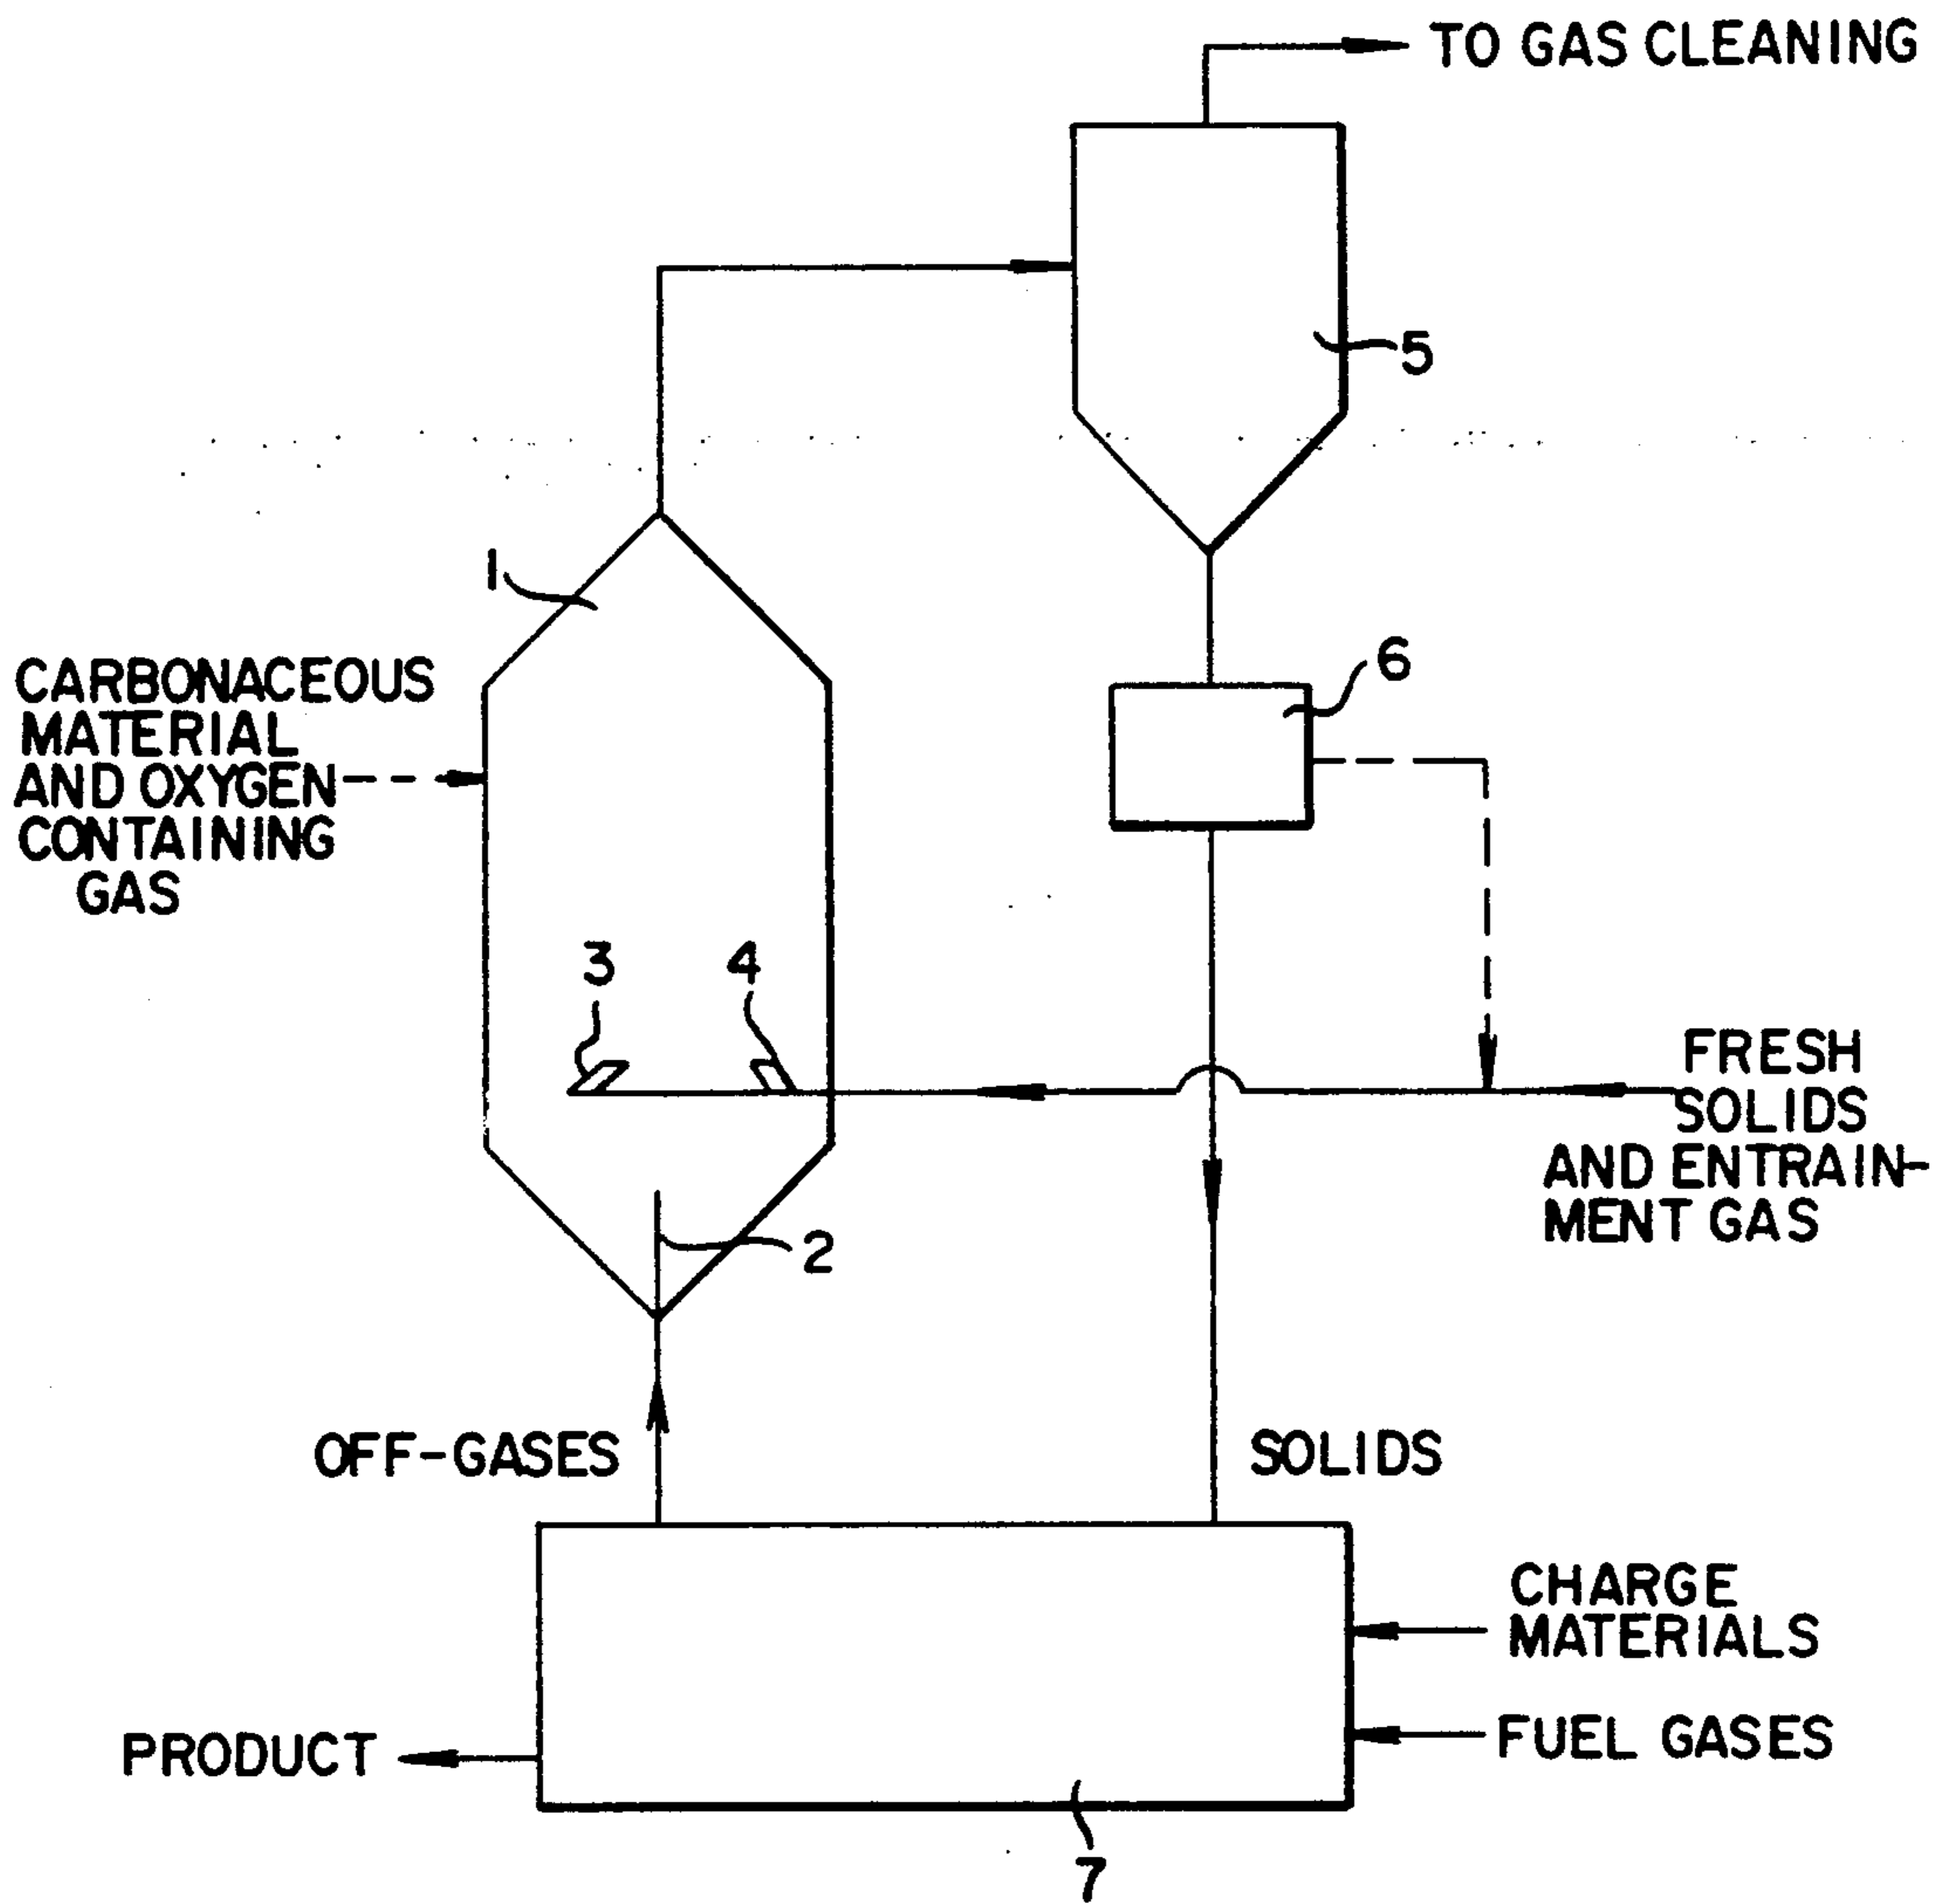 TO GAS CLEANING
5
1
6
CARBONACEOUS
MATERIAL
AND OXYGEN
CONTAINING
GAS
3
4
FRESH
SOLIDS
AND ENTRAIN-
MENT GAS
2
OFF-GASES
SOLIDS
CHARGE
MATERIALS
PRODUCT
FUEL GASES
7